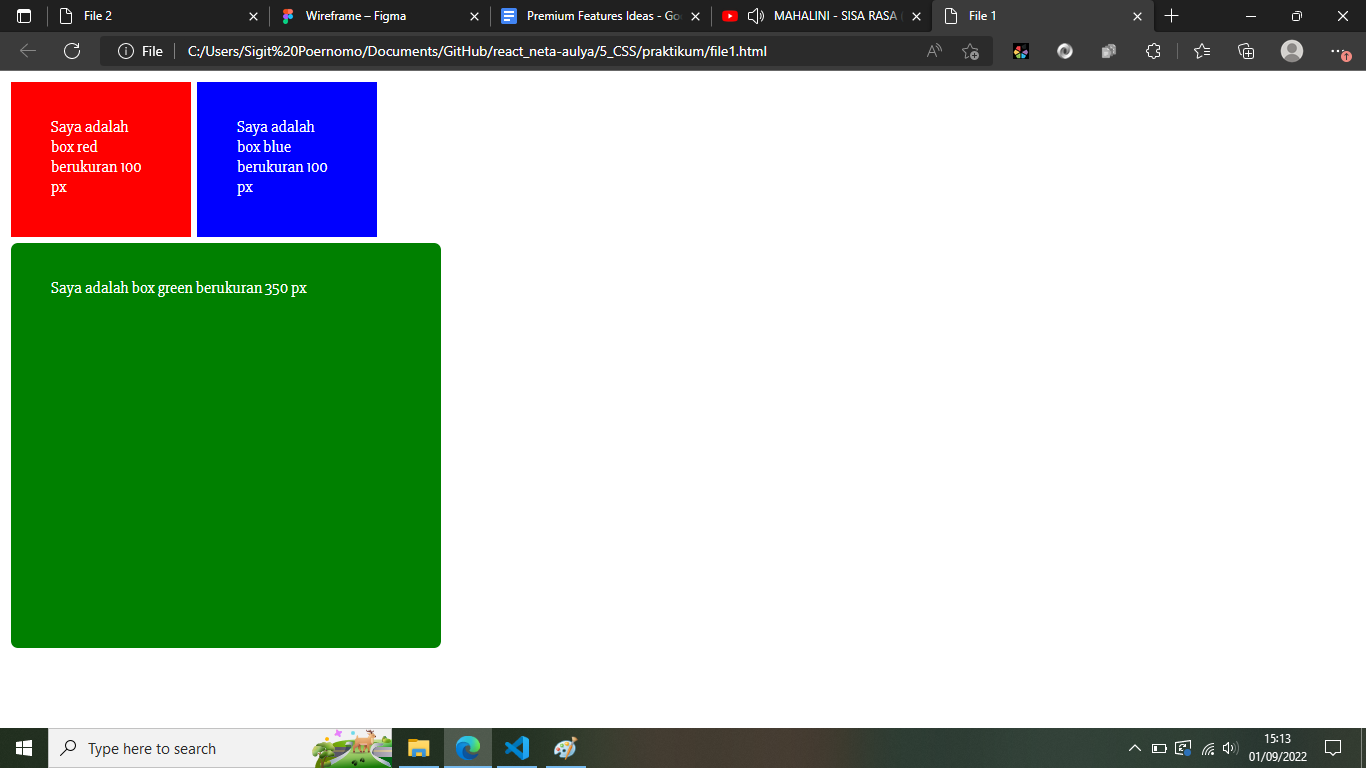 File 2
Wireframe – Figma
Premium Features Ideas - Go
MAHALINI - SISA RASA
File 1
File
C:/Users/Sigit%20Poernomo/Documents/GitHub/react_neta-aulya/5_CSS/praktikum/file1.html
Saya adalah
box red
berukuran 100
px
Saya adalah
box blue
berukuran 100
px
Saya adalah box green berukuran 350 px
Type here to search
15:13
01/09/2022